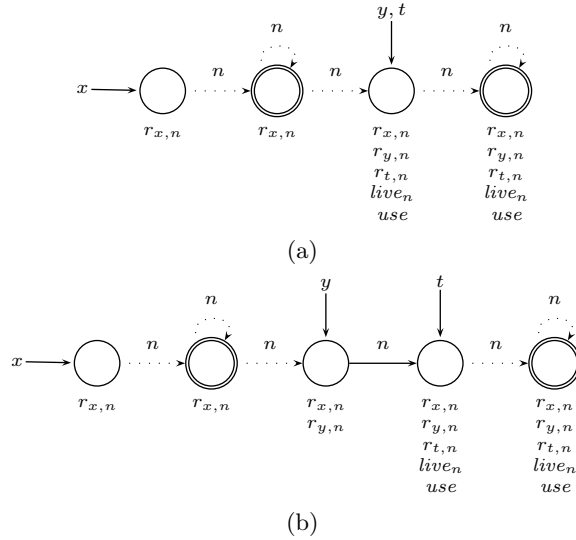 y, t
n n
x n n n
r_{x,n} r_{x,n} r_{x,n} r_{x,n}
r_{y,n} r_{y,n}
r_{t,n} r_{t,n}
live_n live_n
use use
(a)
y t
n n
x n n n n
r_{x,n} r_{x,n} r_{x,n} r_{x,n} r_{x,n}
r_{y,n} r_{y,n} r_{y,n}
r_{t,n} r_{t,n}
live_n live_n
use use
(b)